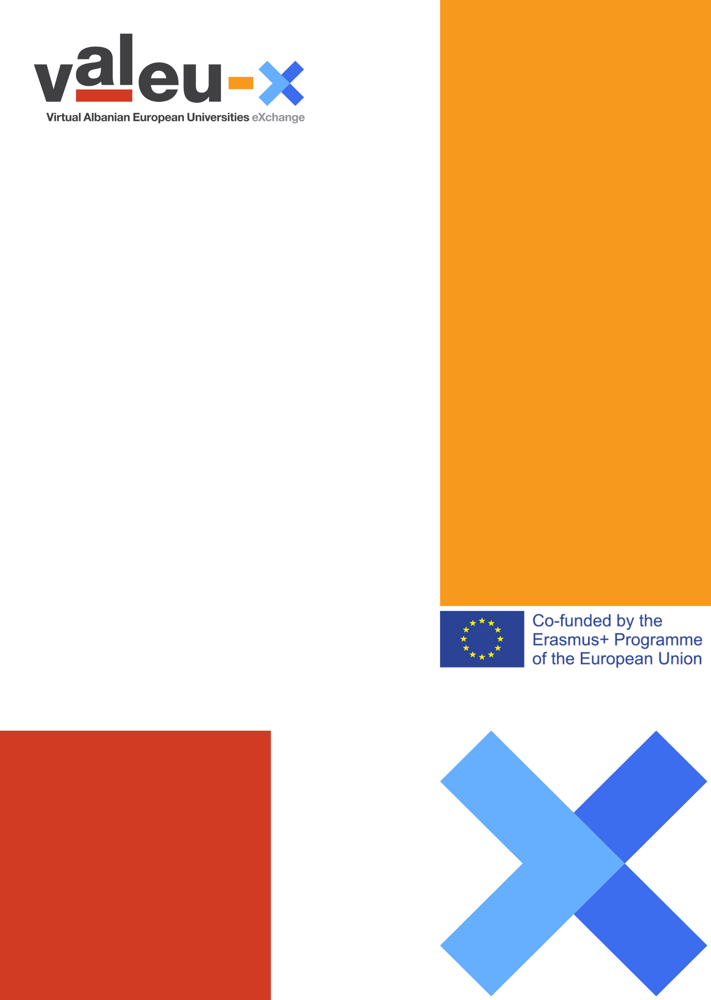 valeu-x
Virtual Albanian European Universities eXchange
Co-funded by the
Erasmus+ Programme
of the European Union